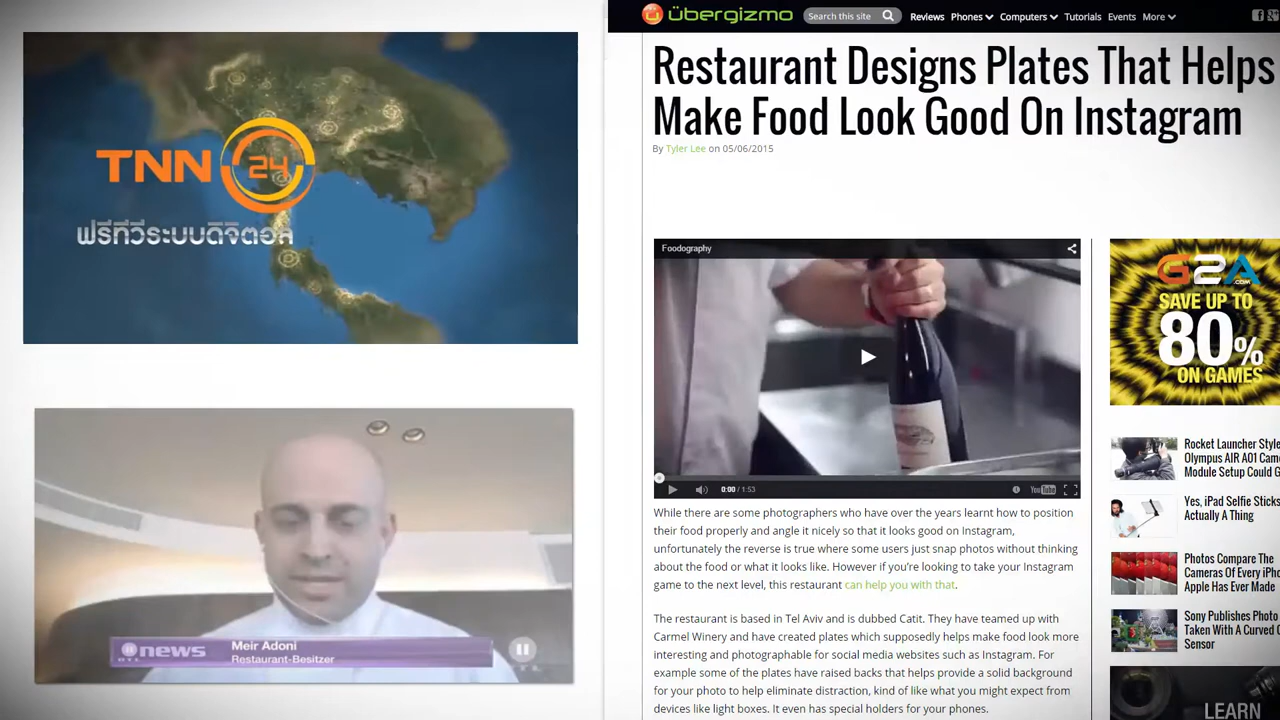 TNN 24
ฟรีทีวีระบบดิจิตอล
news
Meir Adoni
Restaurant-Besitzer
übergizmo
Search this site
Reviews Phones Computers Tutorials Events More
Restaurant Designs Plates That Helps
Make Food Look Good On Instagram
By Tyler Lee on 05/06/2015
Foodography
0:00 / 1:53
YouTube
While there are some photographers who have over the years learnt how to position
their food properly and angle it nicely so that it looks good on Instagram,
unfortunately the reverse is true where some users just snap photos without thinking
about the food or what it looks like. However if you're looking to take your Instagram
game to the next level, this restaurant can help you with that.
The restaurant is based in Tel Aviv and is dubbed Catit. They have teamed up with
Carmel Winery and have created plates which supposedly helps make food look more
interesting and photographable for social media websites such as Instagram. For
example some of the plates have raised backs that helps provide a solid background
for your photo to help eliminate distraction, kind of like what you might expect from
devices like light boxes. It even has special holders for your phones.
G2A
.COM
SAVE UP TO
80%
ON GAMES
Rocket Launcher Style
Olympus AIR A01 Cam
Module Setup Could G
Yes, iPad Selfie Sticks
Actually A Thing
Photos Compare The
Cameras Of Every iPho
Apple Has Ever Made
Sony Publishes Photo
Taken With A Curved C
Sensor
LEARN